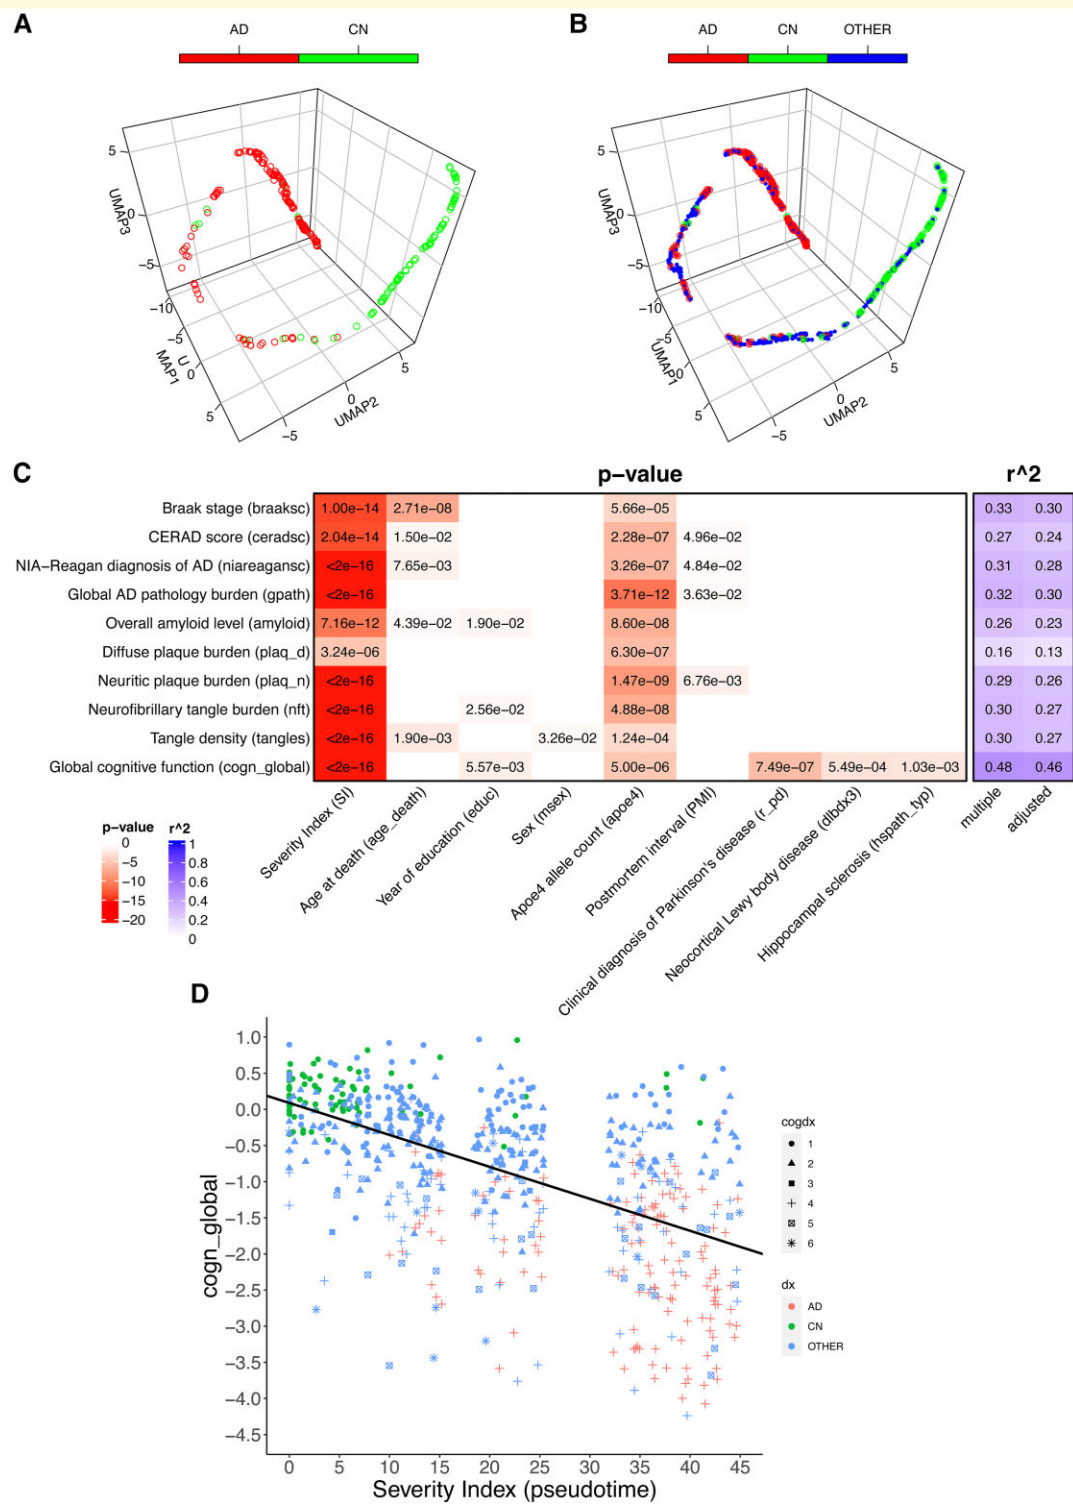 A
AD CN
5
0
−5
UMAP3
−10
−5
0
5
U
MAP1
−5
0
5
UMAP2
B
AD CN OTHER
5
0
−5
UMAP3
−10
−5
0
5
UMAP1
−5
0
5
UMAP2
C
p−value r^2
Braak stage (braaksc) 1.00e−14 2.71e−08 5.66e−05 0.33 0.30
CERAD score (ceradsc) 2.04e−14 1.50e−02 2.28e−07 4.96e−02 0.27 0.24
NIA−Reagan diagnosis of AD (niareagansc) <2e−16 7.65e−03 3.26e−07 4.84e−02 0.31 0.28
Global AD pathology burden (gpath) <2e−16 3.71e−12 3.63e−02 0.32 0.30
Overall amyloid level (amyloid) 7.16e−12 4.39e−02 1.90e−02 8.60e−08 0.26 0.23
Diffuse plaque burden (plaq_d) 3.24e−06 6.30e−07 0.16 0.13
Neuritic plaque burden (plaq_n) <2e−16 1.47e−09 6.76e−03 0.29 0.26
Neurofibrillary tangle burden (nft) <2e−16 2.56e−02 4.88e−08 0.30 0.27
Tangle density (tangles) <2e−16 1.90e−03 3.26e−02 1.24e−04 0.30 0.27
Global cognitive function (cogn_global) <2e−16 5.57e−03 5.00e−06 7.49e−07 5.49e−04 1.03e−03 0.48 0.46
Severity Index (SI)
Age at death (age_death)
Year of education (educ)
Sex (msex)
Apoe4 allele count (apoe4)
Postmortem interval (PMI)
Clinical diagnosis of Parkinson's disease (r_pd)
Neocortical Lewy body disease (dlbdx3)
Hippocampal sclerosis (hspath_typ)
multiple
adjusted
p−value r^2
0
−5
−10
−15
−20
1
0.8
0.6
0.4
0.2
0
D
1.0
0.5
0.0
−0.5
−1.0
−1.5
−2.0
−2.5
−3.0
−3.5
−4.0
−4.5
cogn_global
0 5 10 15 20 25 30 35 40 45
Severity Index (pseudotime)
cogdx
1
2
3
4
5
6
dx
AD
CN
OTHER